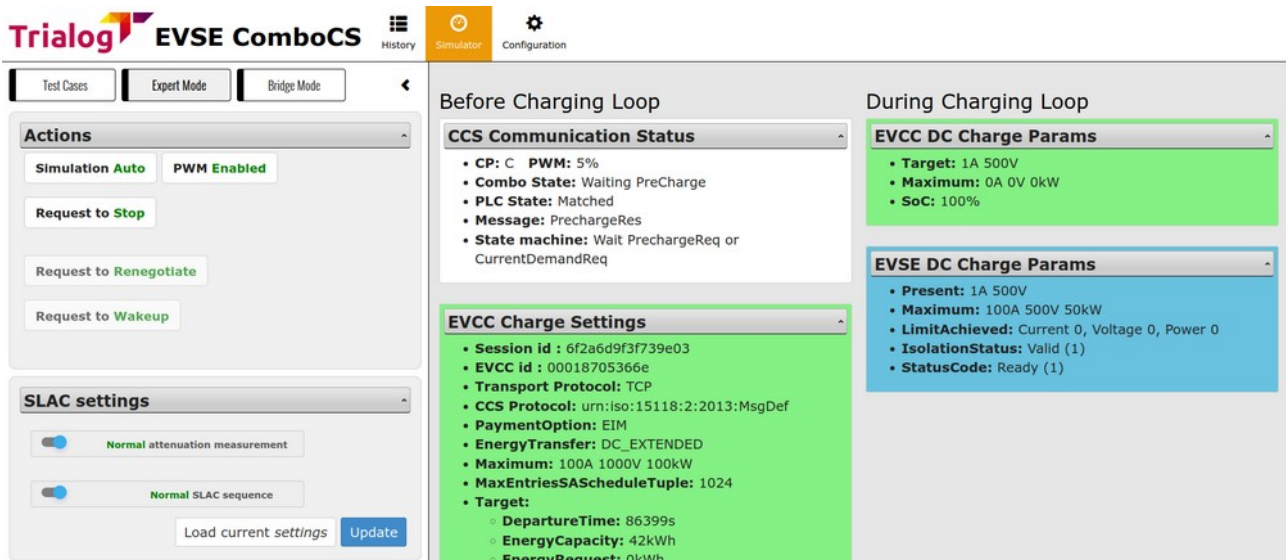 Trialog EVSE ComboCS
History
Simulator
Configuration
Test Cases
Expert Mode
Bridge Mode
Actions
Simulation Auto
PWM Enabled
Request to Stop
Request to Renegotiate
Request to Wakeup
SLAC settings
Normal attenuation measurement
Normal SLAC sequence
Load current settings
Update
Before Charging Loop
CCS Communication Status
• CP: C PWM: 5%
• Combo State: Waiting PreCharge
• PLC State: Matched
• Message: PrechargeRes
• State machine: Wait PrechargeReq or
CurrentDemandReq
EVCC Charge Settings
• Session id : 6f2a6d9f3f739e03
• EVCC id : 00018705366e
• Transport Protocol: TCP
• CCS Protocol: urn:iso:15118:2:2013:MsgDef
• PaymentOption: EIM
• EnergyTransfer: DC_EXTENDED
• Maximum: 100A 1000V 100kW
• MaxEntriesSAScheduleTuple: 1024
• Target:
◦ DepartureTime: 86399s
◦ EnergyCapacity: 42kWh
◦ EnergyRequest: 0kWh
During Charging Loop
EVCC DC Charge Params
• Target: 1A 500V
• Maximum: 0A 0V 0kW
• SoC: 100%
EVSE DC Charge Params
• Present: 1A 500V
• Maximum: 100A 500V 50kW
• LimitAchieved: Current 0, Voltage 0, Power 0
• IsolationStatus: Valid (1)
• StatusCode: Ready (1)